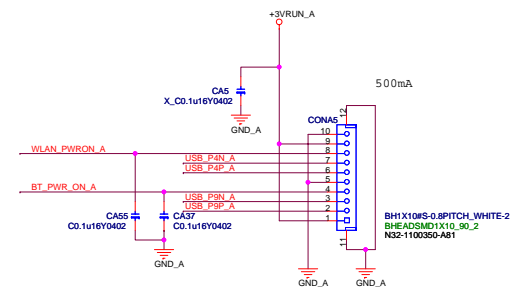 +3VRUN_A
CA5
X_C0.1u16Y0402
500mA
GND_A
CONA5
12
10
9
WLAN_PWRON_A
8
USB_P4N_A
7
USB_P4P_A
6
5
BT_PWR_ON_A
4
USB_P9N_A
3
USB_P9P_A
2
1
CA55
C0.1u16Y0402
CA37
C0.1u16Y0402
BH1X10#S-0.8PITCH_WHITE-2
BHEADSMD1X10_90_2
N32-1100350-A81
11
GND_A
GND_A
GND_A